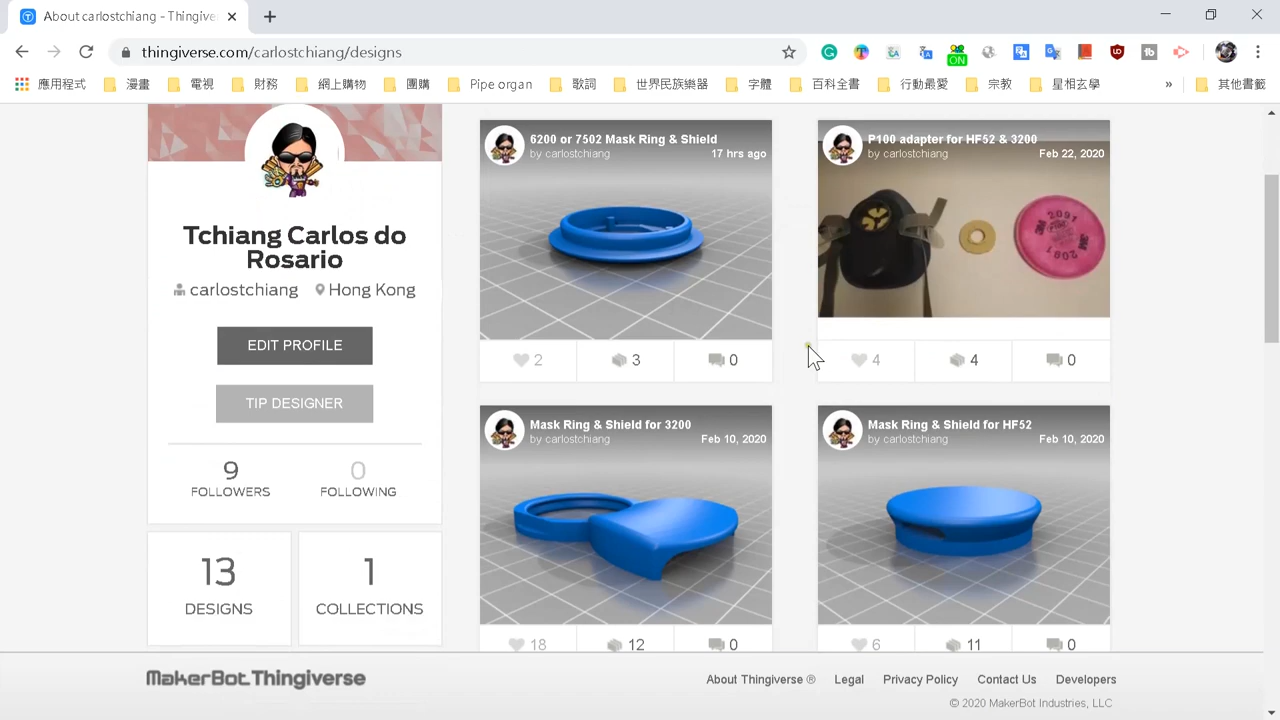 About carlostchiang - Thingive
thingiverse.com/carlostchiang/designs
ON
應用程式 漫畫 電視 財務 網上購物 團購 Pipe organ 歌詞 世界民族樂器 字體 百科全書 行動最愛 宗教 星相玄學 » 其他書籤
Tchiang Carlos do
Rosario
carlostchiang Hong Kong
EDIT PROFILE
TIP DESIGNER
9 0
FOLLOWERS FOLLOWING
13 1
DESIGNS COLLECTIONS
6200 or 7502 Mask Ring & Shield
by carlostchiang 17 hrs ago
2 3 0
P100 adapter for HF52 & 3200
by carlostchiang Feb 22, 2020
2091
3M
2091
4 4 0
Mask Ring & Shield for 3200
by carlostchiang Feb 10, 2020
18 12 0
Mask Ring & Shield for HF52
by carlostchiang Feb 10, 2020
6 11 0
MakerBot Thingiverse
About Thingiverse ® Legal Privacy Policy Contact Us Developers
© 2020 MakerBot Industries, LLC